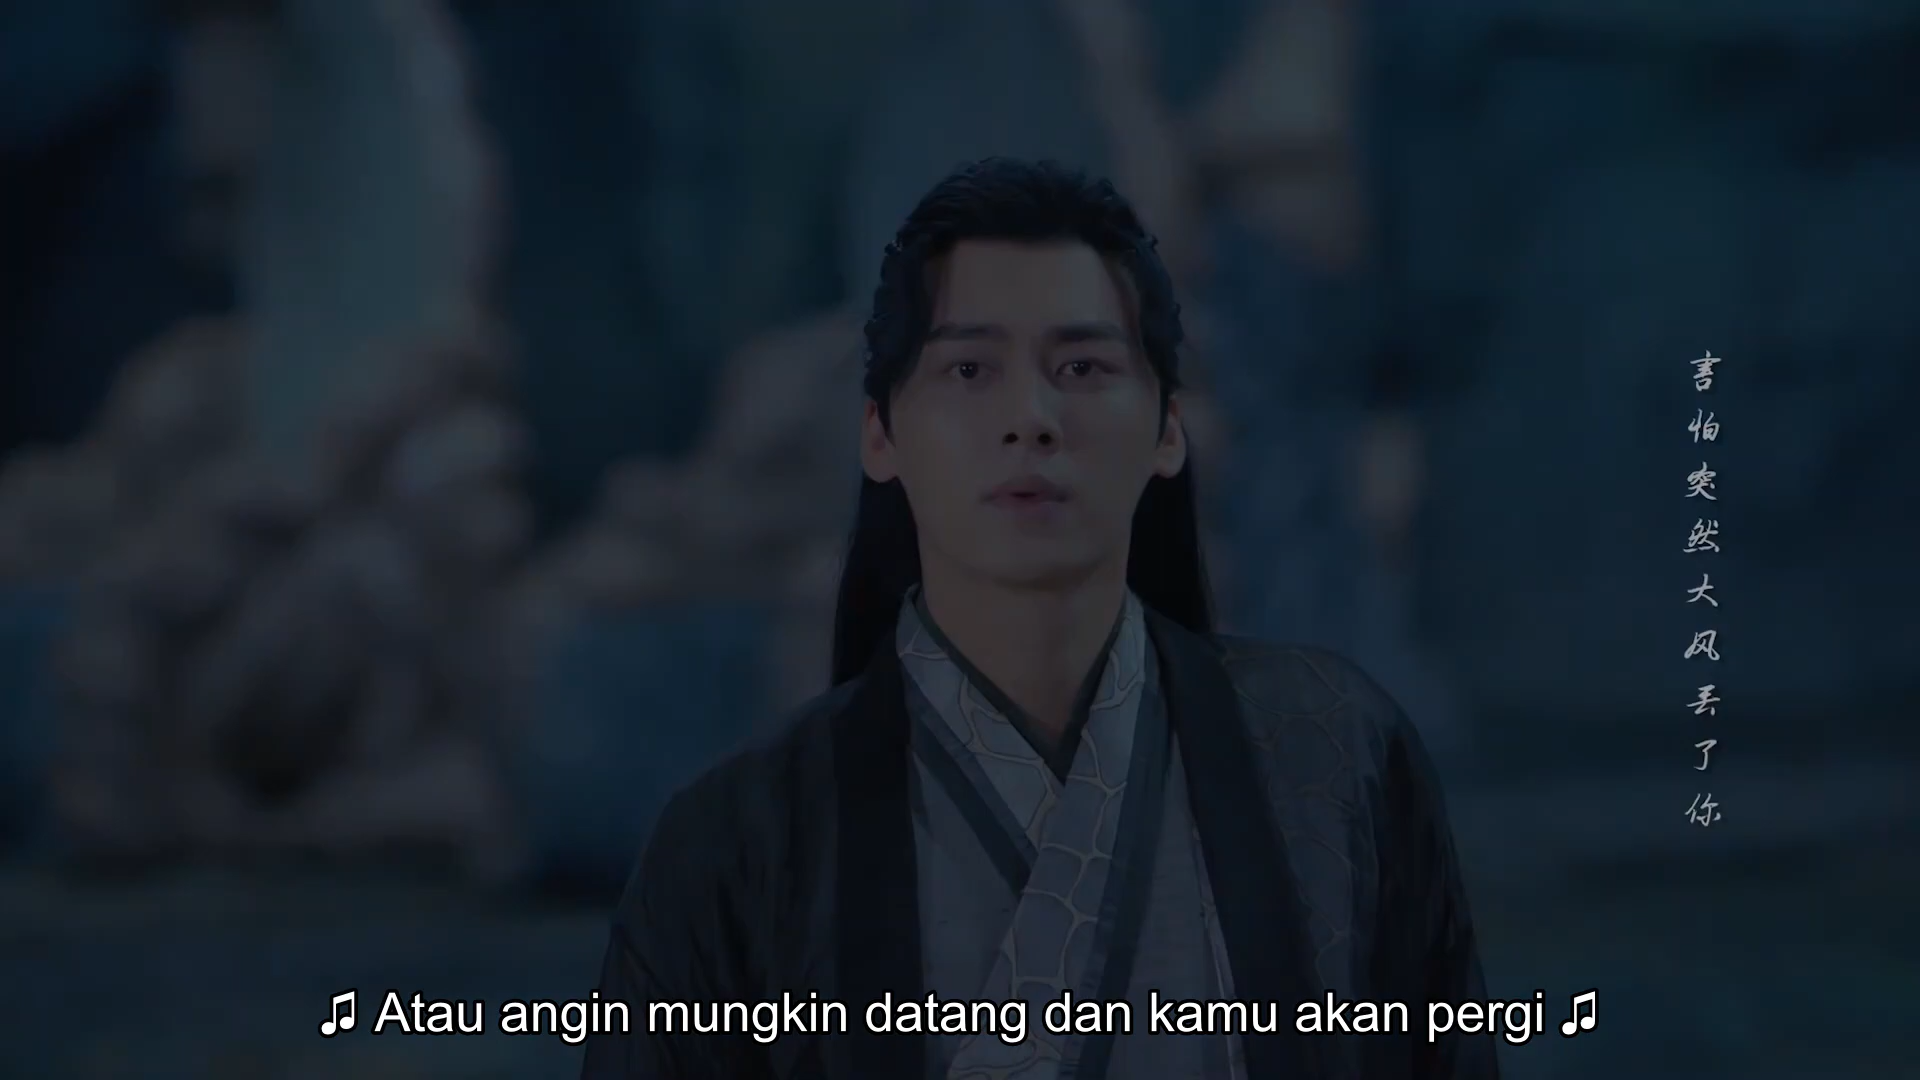 害怕突然大风丢了你
♫ Atau angin mungkin datang dan kamu akan pergi ♫